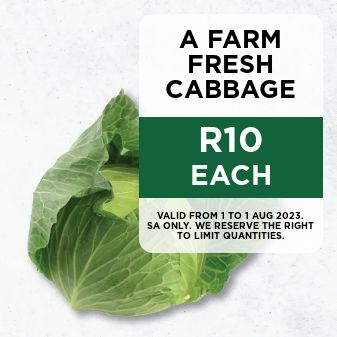 A FARM
FRESH
CABBAGE
R10
EACH
VALID FROM 1 TO 1 AUG 2023.
SA ONLY. WE RESERVE THE RIGHT
TO LIMIT QUANTITIES.